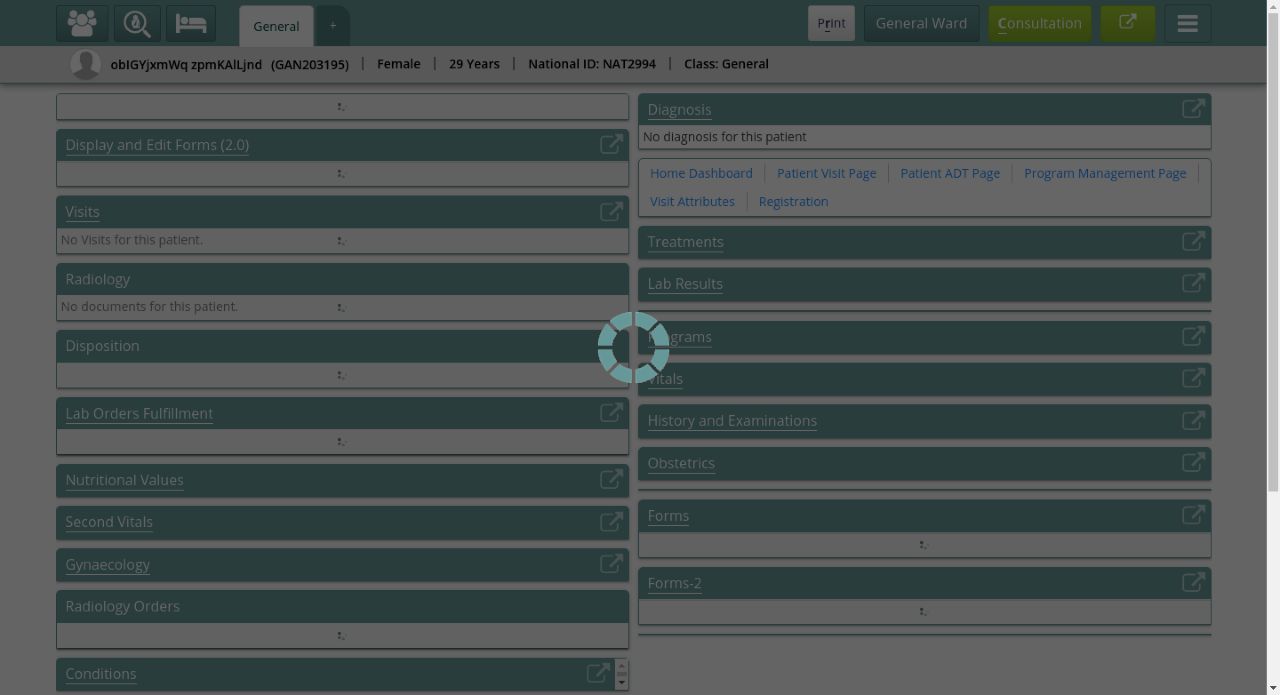 General
+
Print
General Ward
Consultation
obIGYjxmWq zpmKAlLjnd (GAN203195) | Female | 29 Years | National ID: NAT2994 | Class: General
Display and Edit Forms (2.0)
Visits
No Visits for this patient.
Radiology
No documents for this patient.
Disposition
Lab Orders Fulfillment
Nutritional Values
Second Vitals
Gynaecology
Radiology Orders
Conditions
Diagnosis
No diagnosis for this patient
Home Dashboard | Patient Visit Page | Patient ADT Page | Program Management Page |
Visit Attributes | Registration
Treatments
Lab Results
Vitals
History and Examinations
Obstetrics
Forms
Forms-2